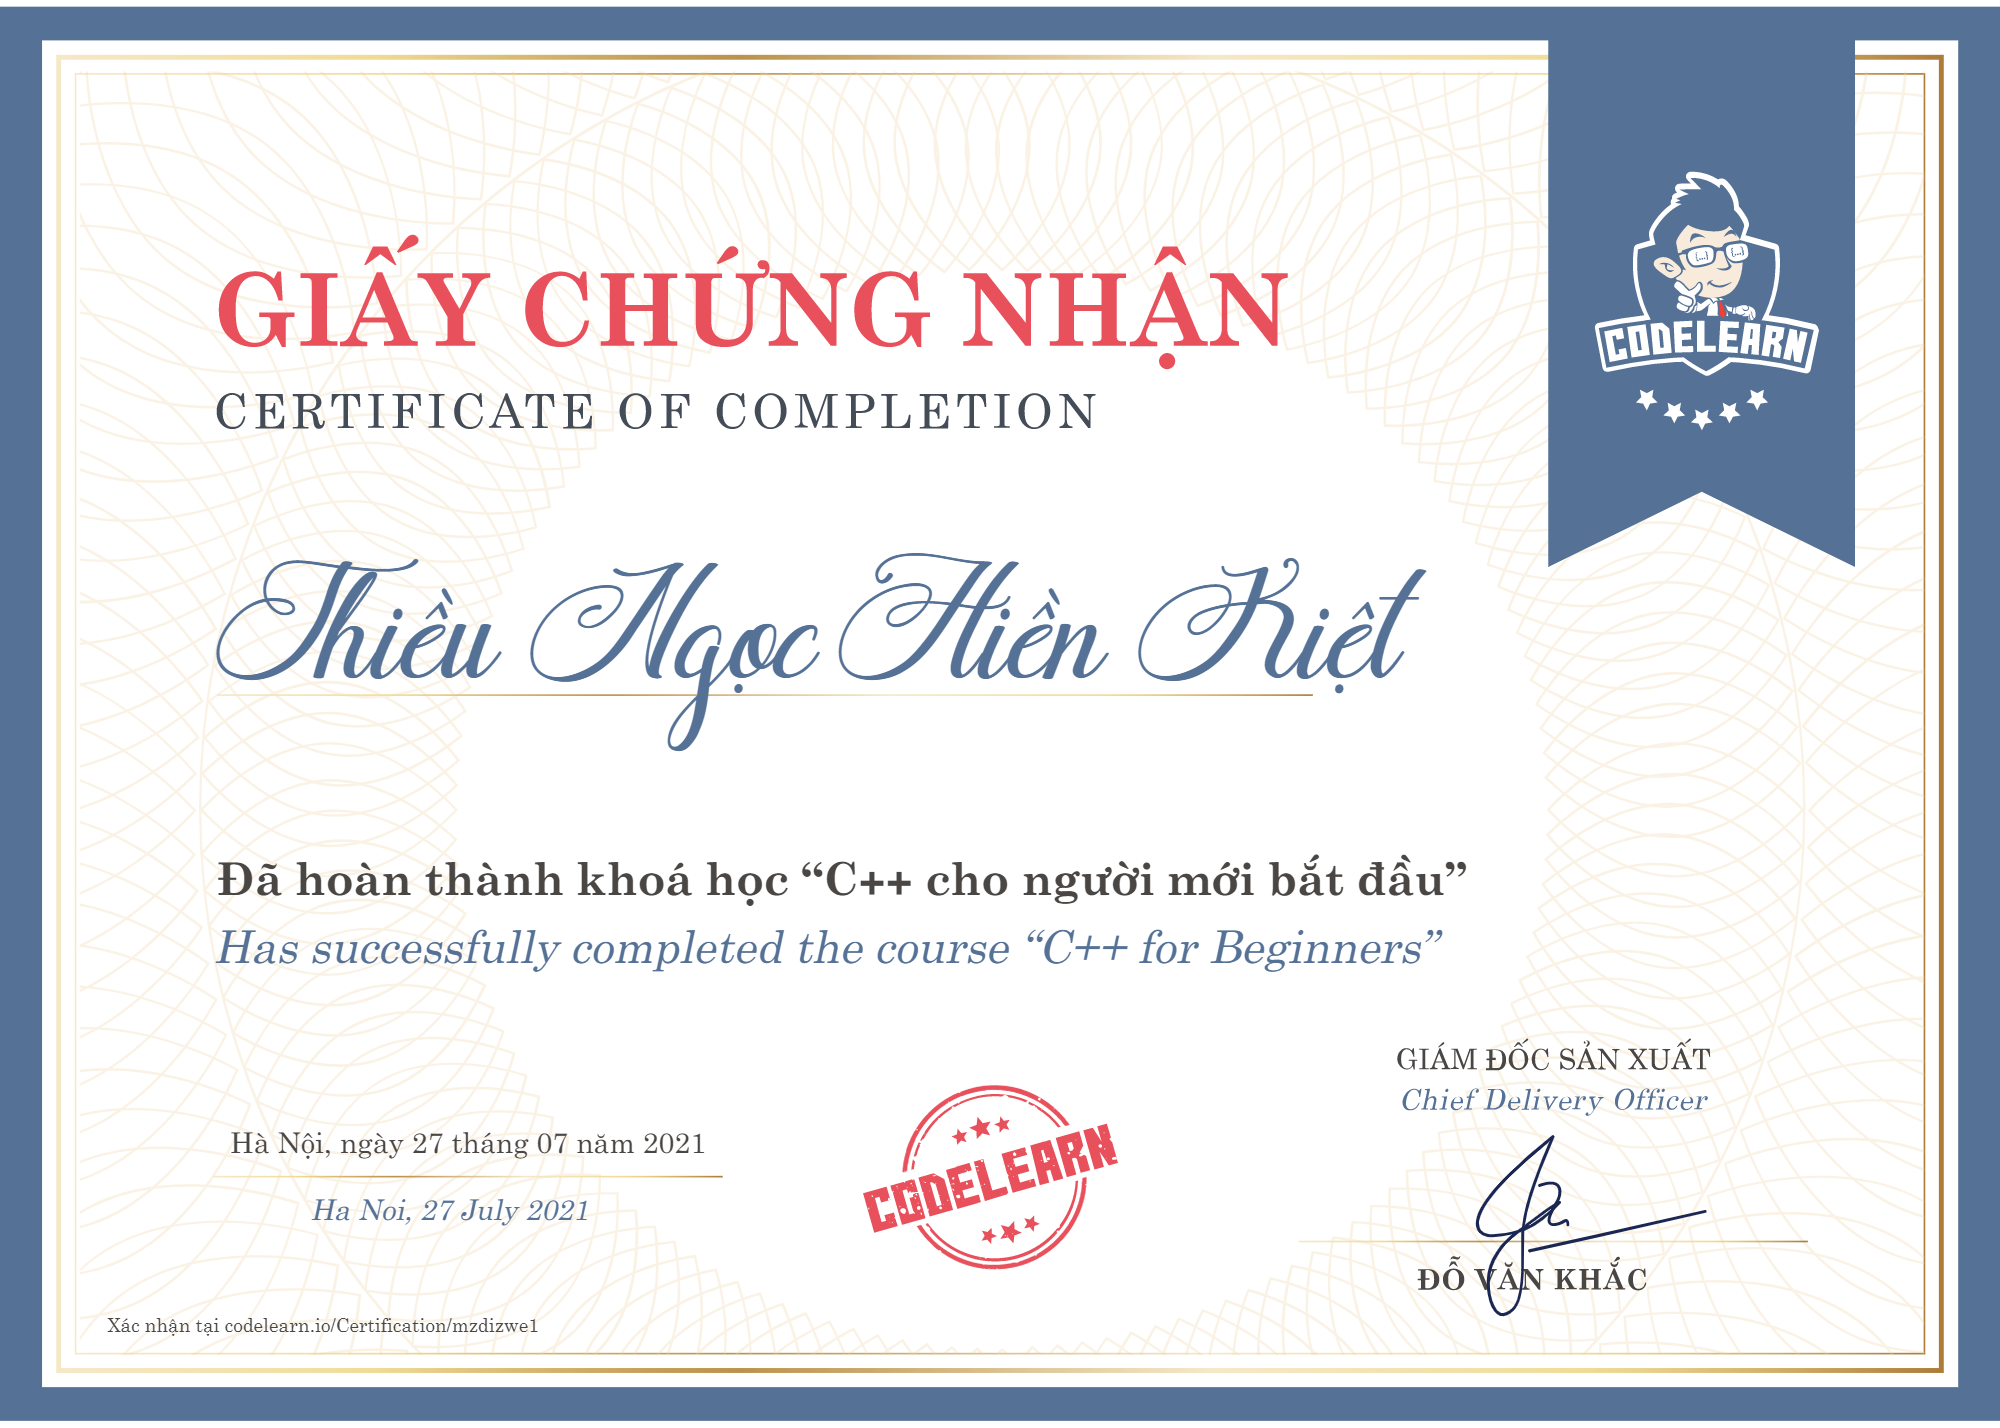 GIẤY CHỨNG NHẬN
CERTIFICATE OF COMPLETION
{...} {...}
CODELEARN
Thiều Ngọc Hiền Kiệt
Đã hoàn thành khoá học “C++ cho người mới bắt đầu”
Has successfully completed the course “C++ for Beginners”
GIÁM ĐỐC SẢN XUẤT
Chief Delivery Officer
Hà Nội, ngày 27 tháng 07 năm 2021
Ha Noi, 27 July 2021
CODELEARN
ĐỖ VĂN KHẮC
Xác nhận tại codelearn.io/Certification/mzdizwe1